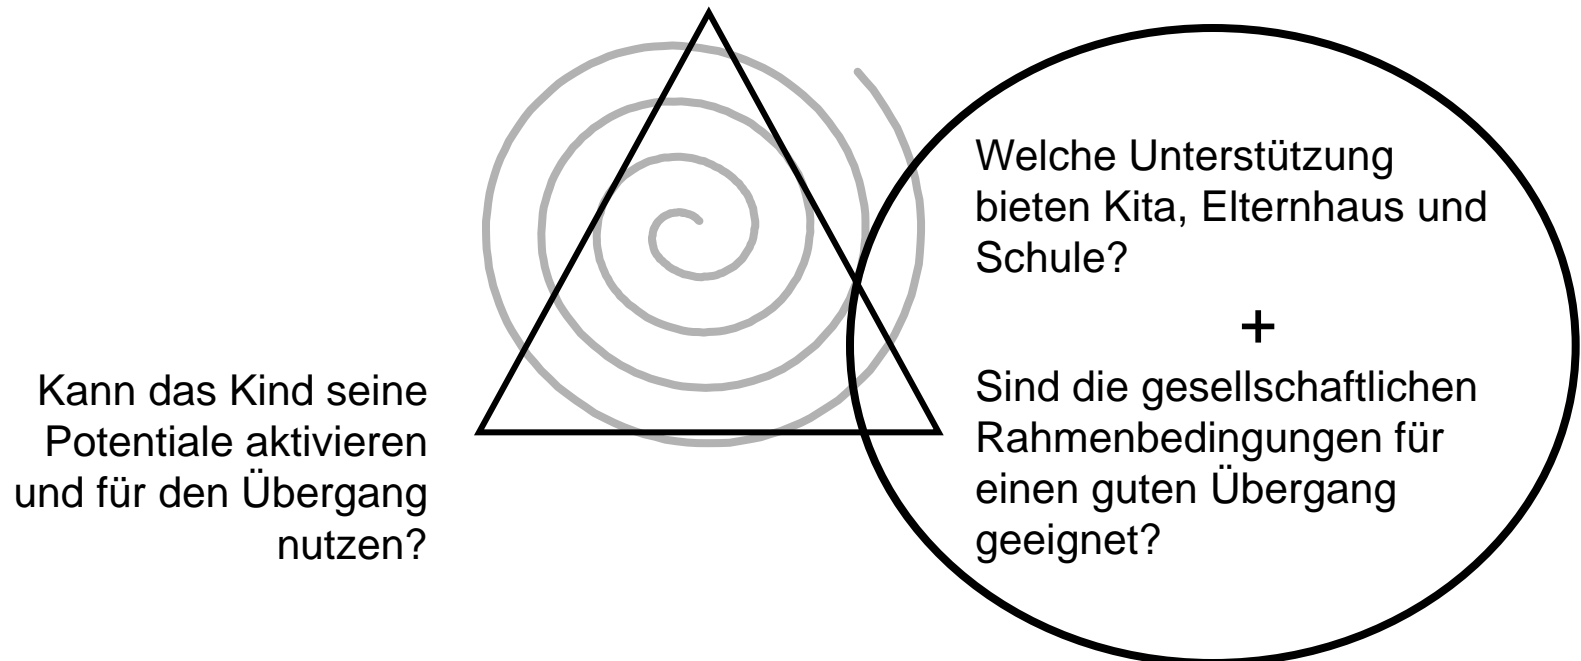 Kann das Kind seine
Potentiale aktivieren
und für den Übergang
nutzen?
Welche Unterstützung
bieten Kita, Elternhaus und
Schule?
+
Sind die gesellschaftlichen
Rahmenbedingungen für
einen guten Übergang
geeignet?